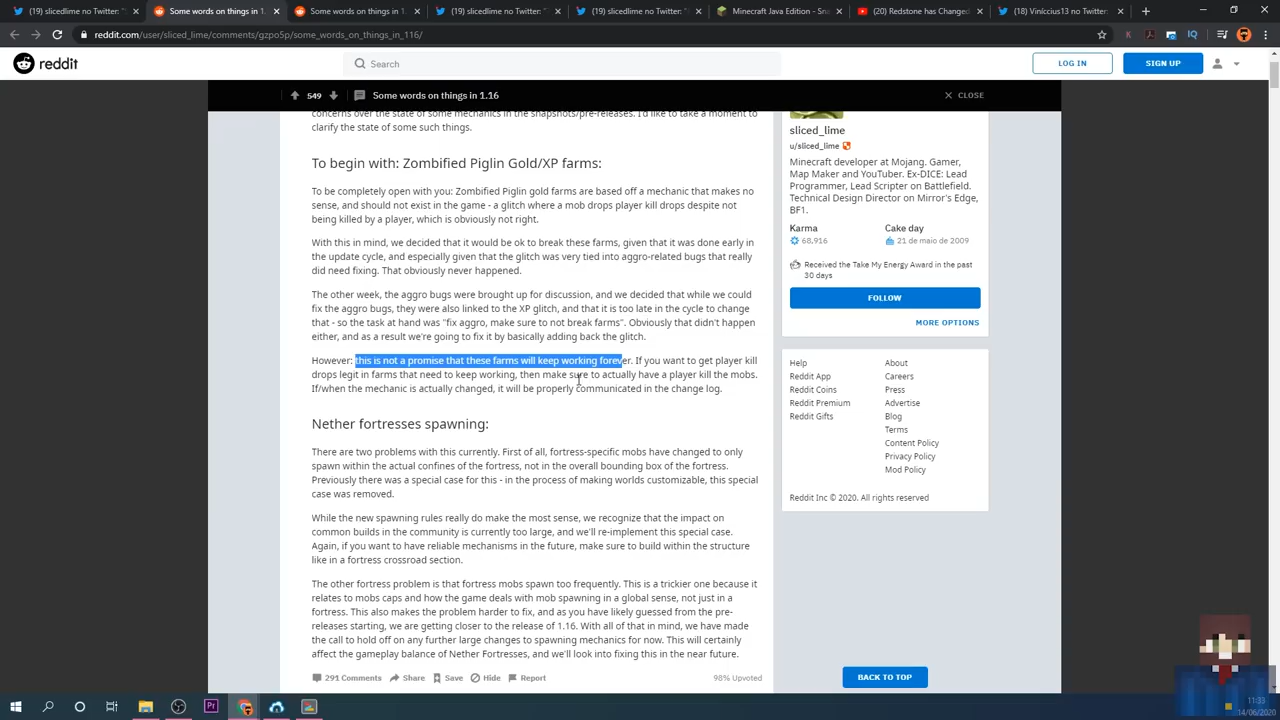 (19) piglin - Twitter Se
Some words on things in 1.
Some words on things in 1
(19) sliced_lime no Twitter: "
(19) sliced_lime no Twitter: "
Minecraft Java Edition - Sna
(20) Redstone has Changed
(18) Viníccius13 no Twitter:
reddit.com/user/sliced_lime/comments/gzpo5p/some_words_on_things_in_116/
reddit
Search
LOG IN
SIGN UP
549
Some words on things in 1.16
CLOSE
concerns over the state of some mechanics in the snapshots/pre-releases. I'd like to take a moment to
clarify the state of some such things.
To begin with: Zombified Piglin Gold/XP farms:
To be completely open with you: Zombified Piglin gold farms are based off a mechanic that makes no
sense, and should not exist in the game - a glitch where a mob drops player kill drops despite not
being killed by a player, which is obviously not right.
With this in mind, we decided that it would be ok to break these farms, given that it was done early in
the update cycle, and especially given that the glitch was very tied into aggro-related bugs that really
did need fixing. That obviously never happened.
The other week, the aggro bugs were brought up for discussion, and we decided that while we could
fix the aggro bugs, they were also linked to the XP glitch, and that it is too late in the cycle to change
that - so the task at hand was "fix aggro, make sure to not break farms". Obviously that didn't happen
either, and as a result we're going to fix it by basically adding back the glitch.
However: this is not a promise that these farms will keep working forever. If you want to get player kill
drops legit in farms that need to keep working, then make sure to actually have a player kill the mobs.
If/when the mechanic is actually changed, it will be properly communicated in the change log.
Nether fortresses spawning:
There are two problems with this currently. First of all, fortress-specific mobs have changed to only
spawn within the actual confines of the fortress, not in the overall bounding box of the fortress.
Previously there was a special case for this - in the process of making worlds customizable, this special
case was removed.
While the new spawning rules really do make the most sense, we recognize that the impact on
common builds in the community is currently too large, and we'll re-implement this special case.
Again, if you want to have reliable mechanisms in the future, make sure to build within the structure
like in a fortress crossroad section.
The other fortress problem is that fortress mobs spawn too frequently. This is a trickier one because it
relates to mobs caps and how the game deals with mob spawning in a global sense, not just in a
fortress. This also makes the problem harder to fix, and as you have likely guessed from the pre-
releases starting, we are getting closer to the release of 1.16. With all of that in mind, we have made
the call to hold off on any further large changes to spawning mechanics for now. This will certainly
affect the gameplay balance of Nether Fortresses, and we'll look into fixing this in the near future.
291 Comments
Share
Save
Hide
Report
98% Upvoted
sliced_lime
u/sliced_lime
Minecraft developer at Mojang. Gamer,
Map Maker and YouTuber. Ex-DICE: Lead
Programmer, Lead Scripter on Battlefield.
Technical Design Director on Mirror's Edge,
BF1.
Karma
Cake day
68,916
21 de maio de 2009
Received the Take My Energy Award in the past
30 days
FOLLOW
MORE OPTIONS
Help
About
Reddit App
Careers
Reddit Coins
Press
Reddit Premium
Advertise
Reddit Gifts
Blog
Terms
Content Policy
Privacy Policy
Mod Policy
Reddit Inc © 2020. All rights reserved
BACK TO TOP
11:33
14/06/2020